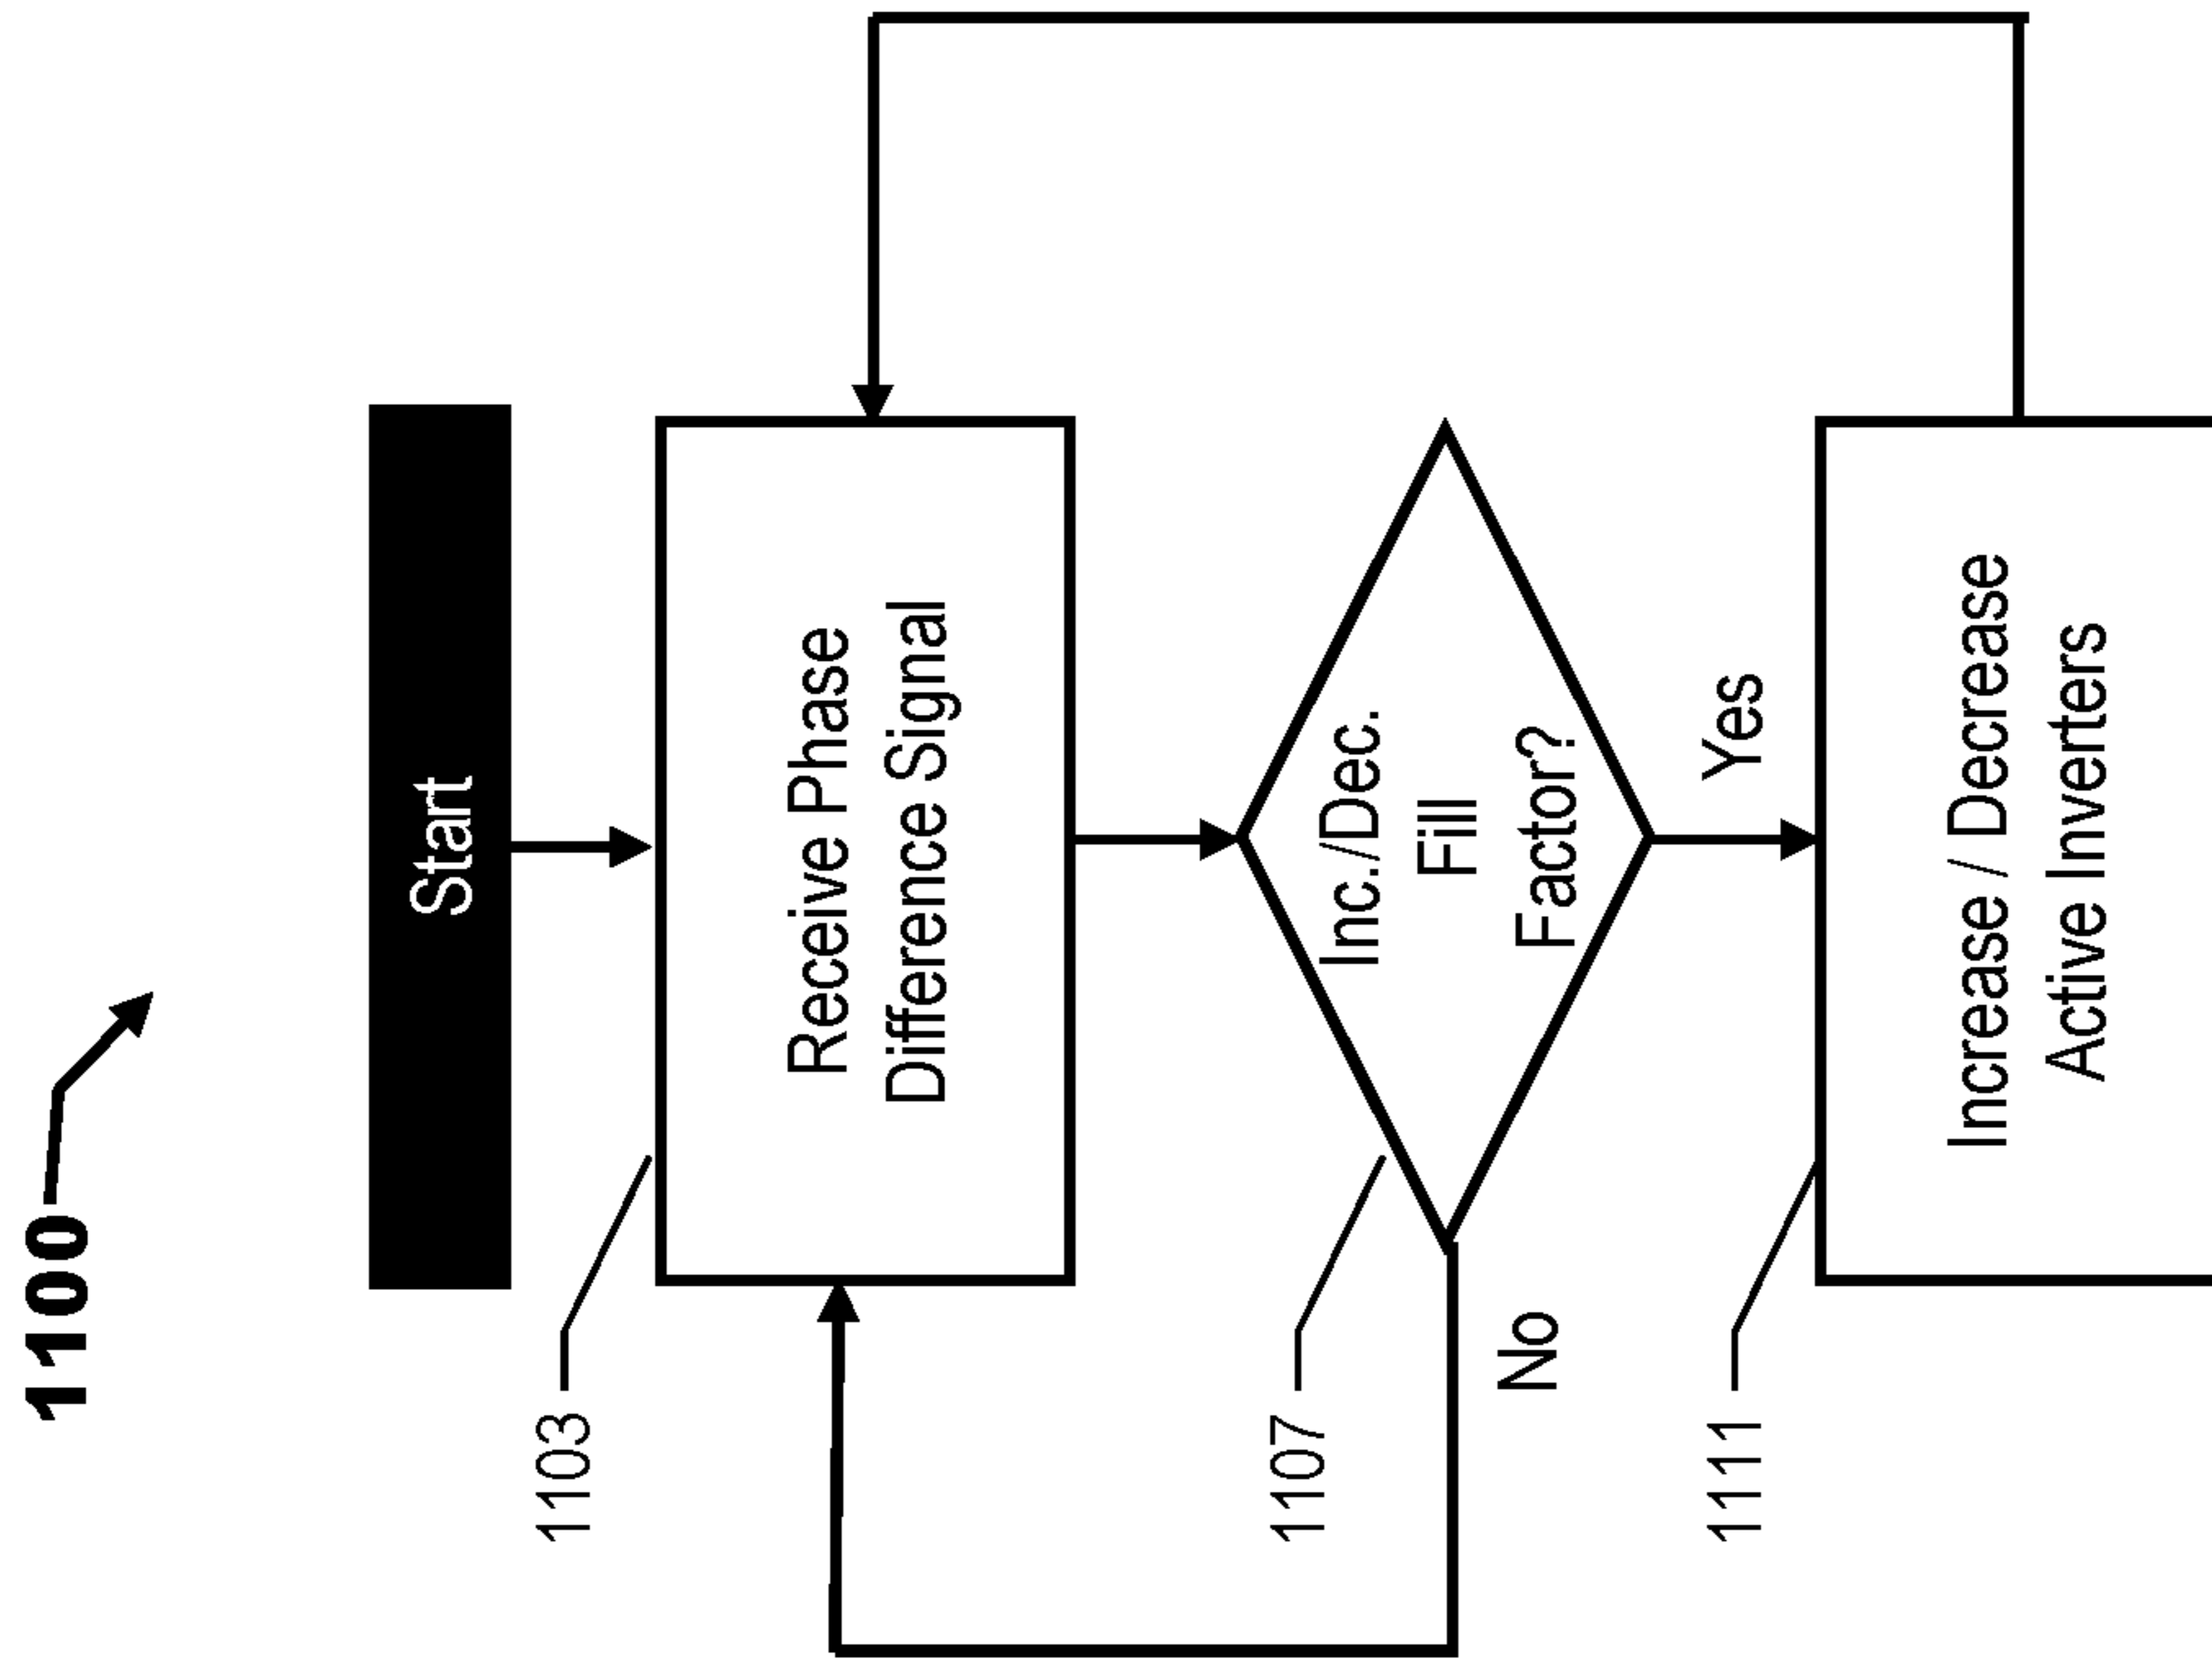 1100
Start
1103
Receive Phase
Difference Signal
1107
Inc./Dec.
Fill
Factor?
No
Yes
1111
Increase / Decrease
Active Inverters